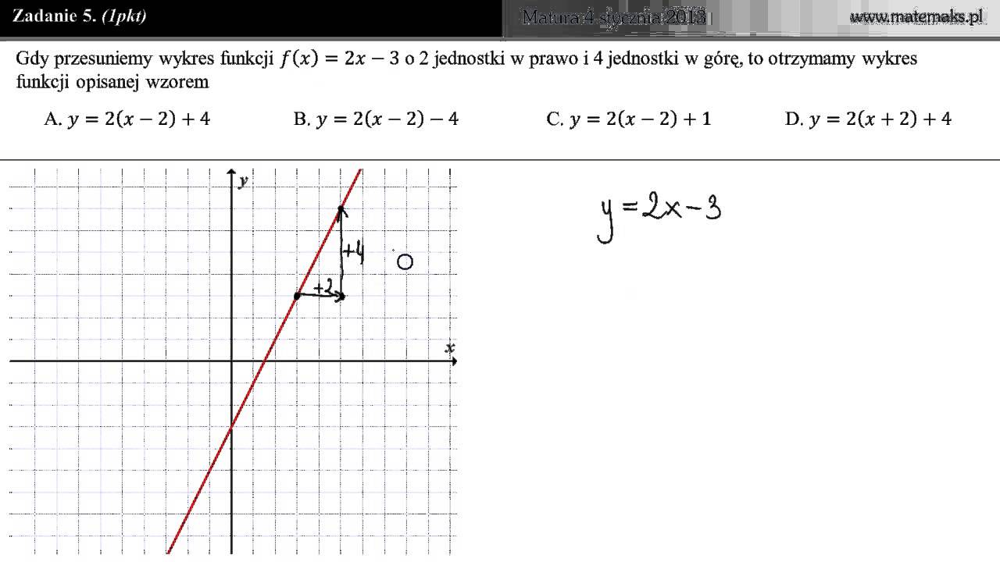 Zadanie 5. (1pkt)
Matura 4 stycznia 2013
www.matemaks.pl
Gdy przesuniemy wykres funkcji f(x) = 2x − 3 o 2 jednostki w prawo i 4 jednostki w górę, to otrzymamy wykres
funkcji opisanej wzorem
A. y = 2(x − 2) + 4 B. y = 2(x − 2) − 4 C. y = 2(x − 2) + 1 D. y = 2(x + 2) + 4
y
y = 2x − 3
+4
+2
x